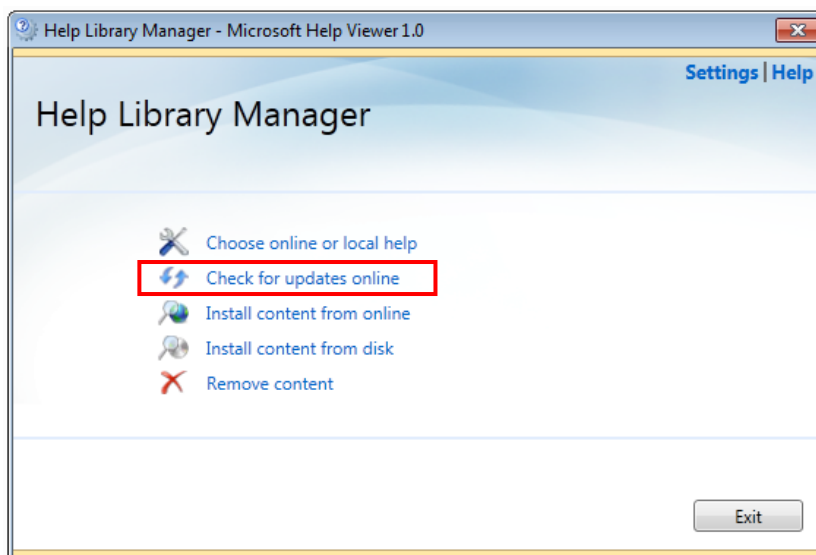 Help Library Manager - Microsoft Help Viewer 1.0
Settings | Help
Help Library Manager
Choose online or local help
Check for updates online
Install content from online
Install content from disk
Remove content
Exit